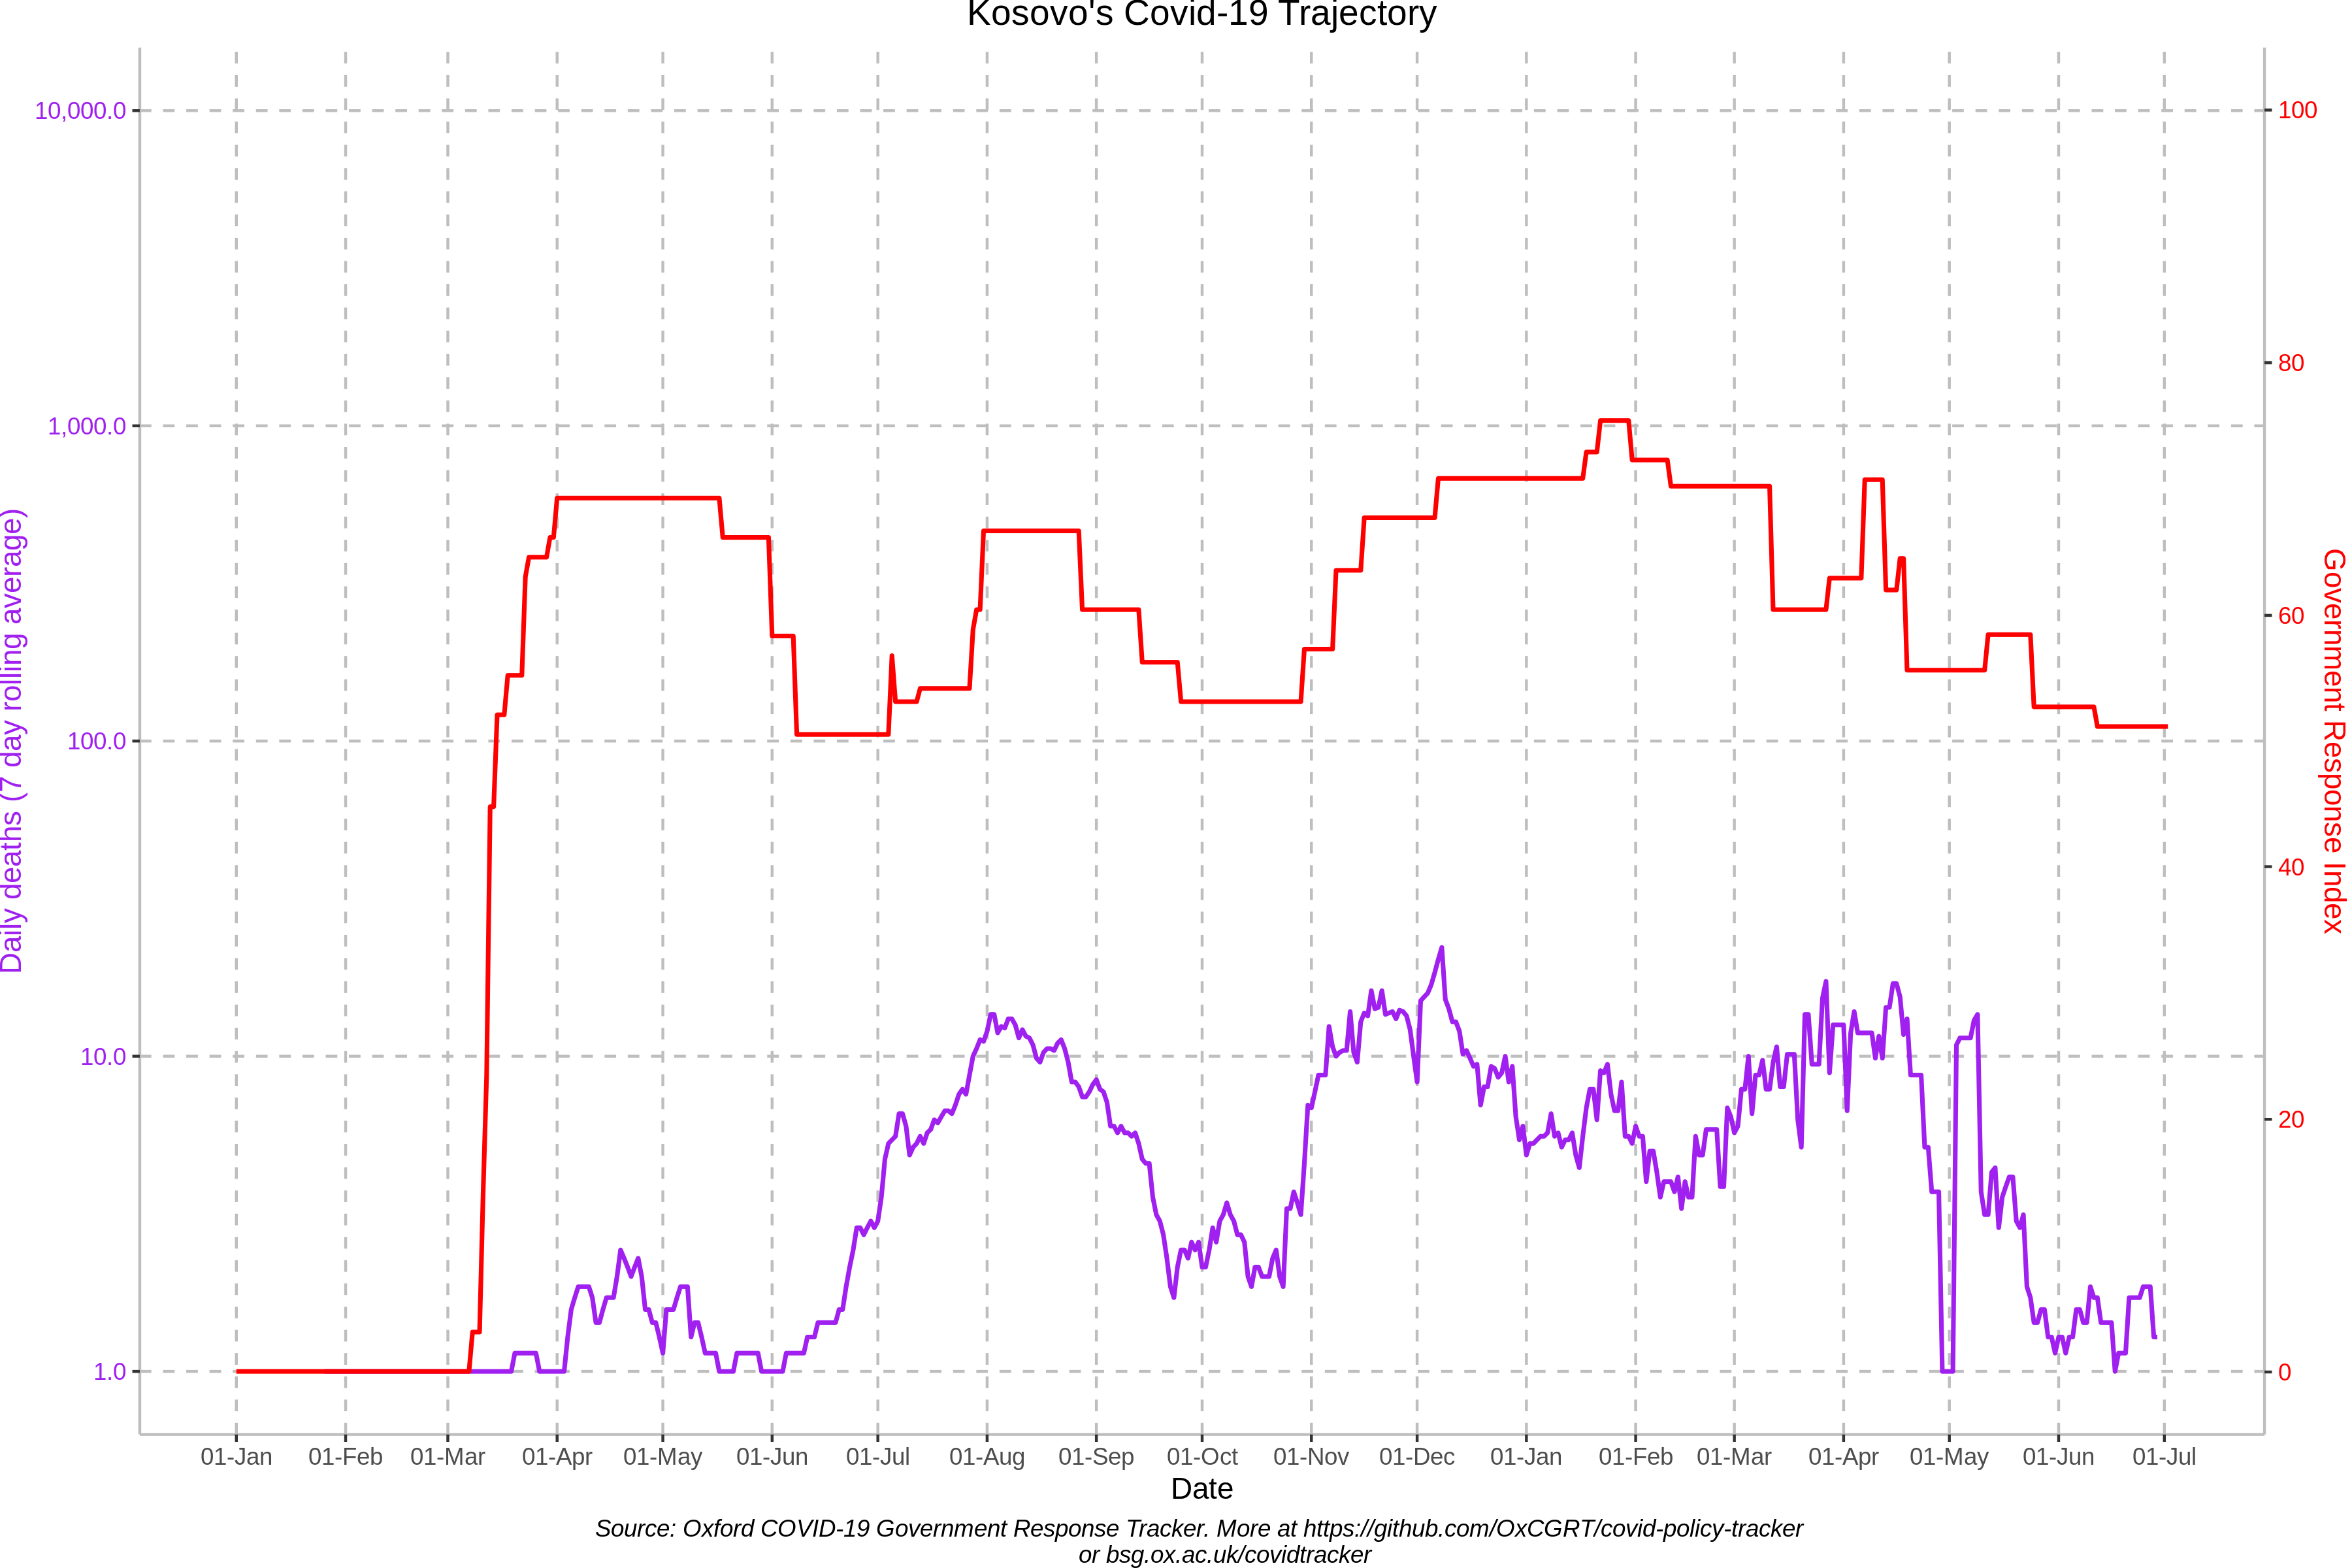 Kosovo's Covid-19 Trajectory
10,000.0
1,000.0
100.0
10.0
1.0
Daily deaths (7 day rolling average)
100
80
60
40
20
0
Government Response Index
01-Jan 01-Feb 01-Mar 01-Apr 01-May 01-Jun 01-Jul 01-Aug 01-Sep 01-Oct 01-Nov 01-Dec 01-Jan 01-Feb 01-Mar 01-Apr 01-May 01-Jun 01-Jul
Date
Source: Oxford COVID-19 Government Response Tracker. More at https://github.com/OxCGRT/covid-policy-tracker
or bsg.ox.ac.uk/covidtracker